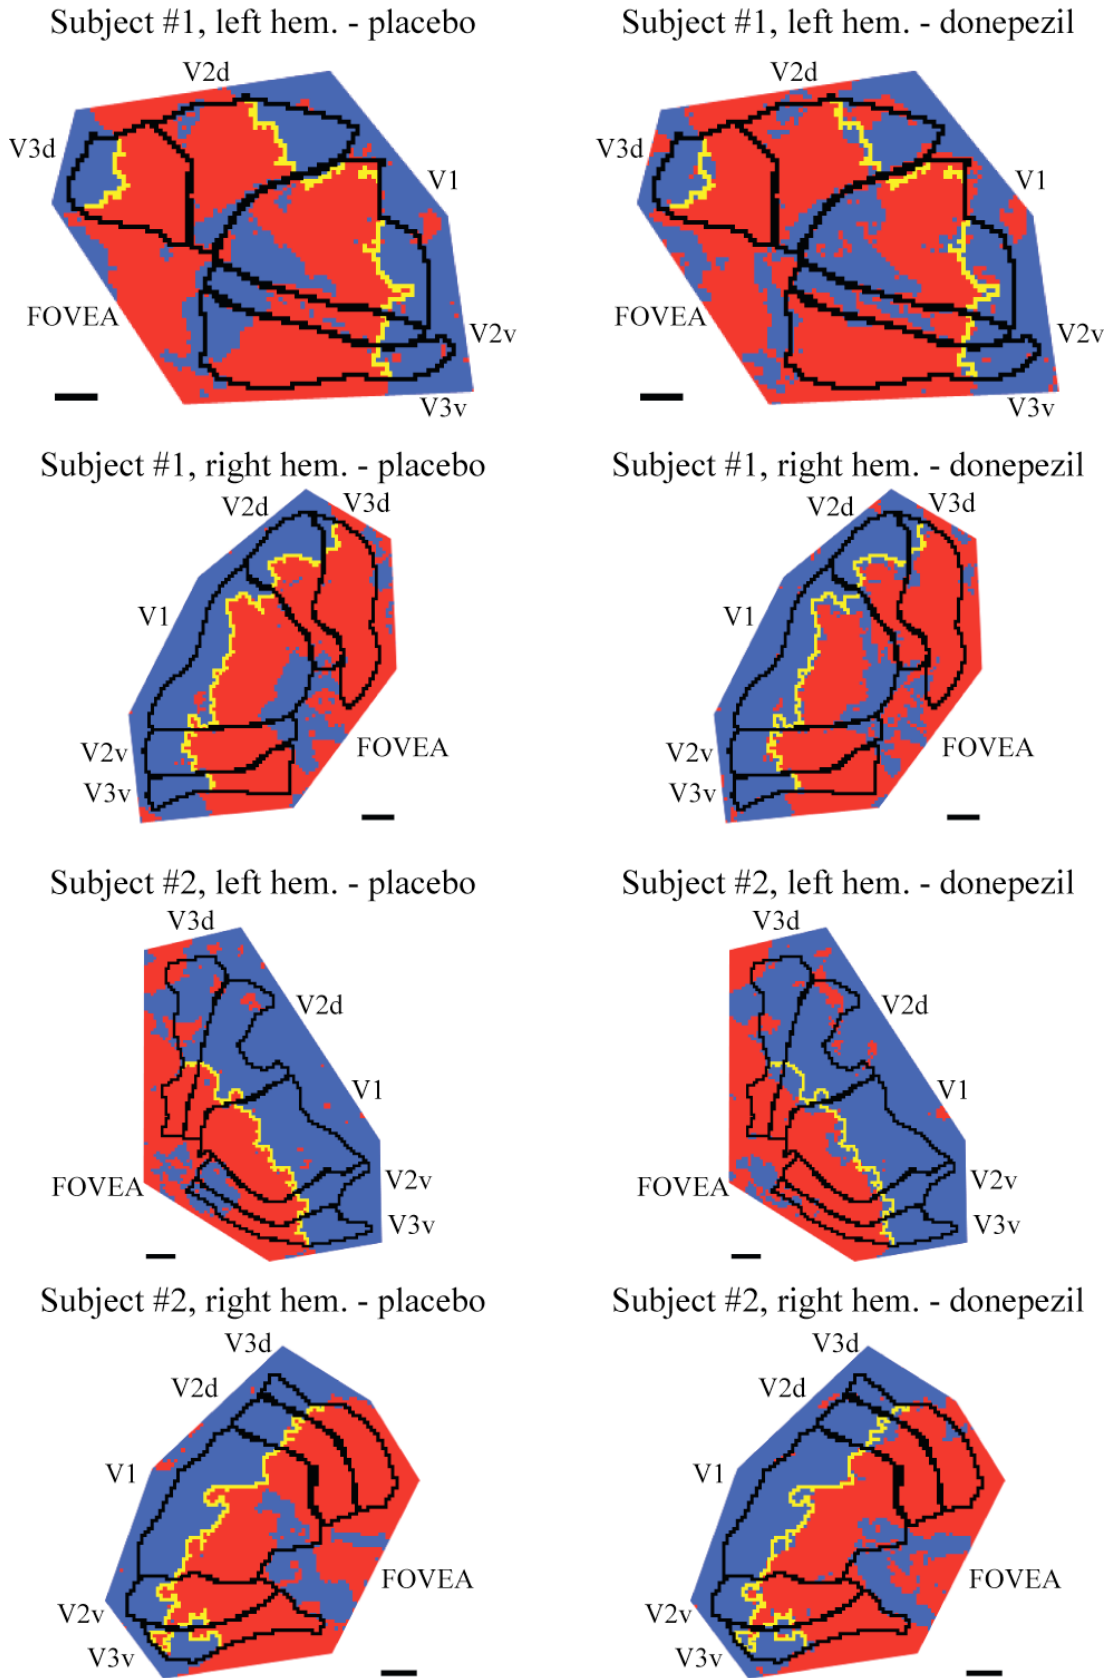 Subject #1, left hem. - placebo
Subject #1, left hem. - donepezil
V2d
V3d
V1
FOVEA
V2v
V3v
V2d
V3d
V1
FOVEA
V2v
V3v
Subject #1, right hem. - placebo
Subject #1, right hem. - donepezil
V2d
V3d
V1
V2v
FOVEA
V3v
V2d
V3d
V1
V2v
FOVEA
V3v
Subject #2, left hem. - placebo
Subject #2, left hem. - donepezil
V3d
V2d
V1
FOVEA
V2v
V3v
V3d
V2d
V1
FOVEA
V2v
V3v
Subject #2, right hem. - placebo
Subject #2, right hem. - donepezil
V3d
V2d
V1
FOVEA
V2v
V3v
V3d
V2d
V1
FOVEA
V2v
V3v